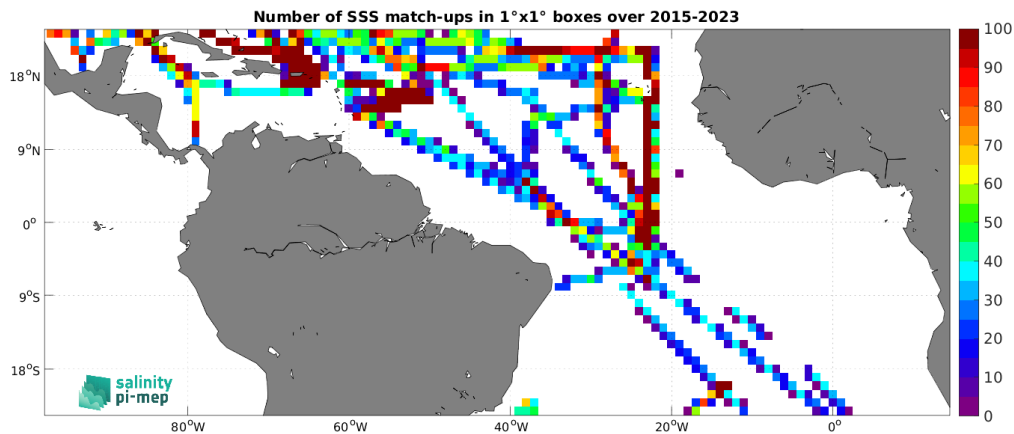 Number of SSS match-ups in 1°x1° boxes over 2015-2023
100
90
80
70
60
50
40
30
20
10
0
18°N
9°N
0°
9°S
18°S
80°W
60°W
40°W
20°W
0°
salinity
pi-mep